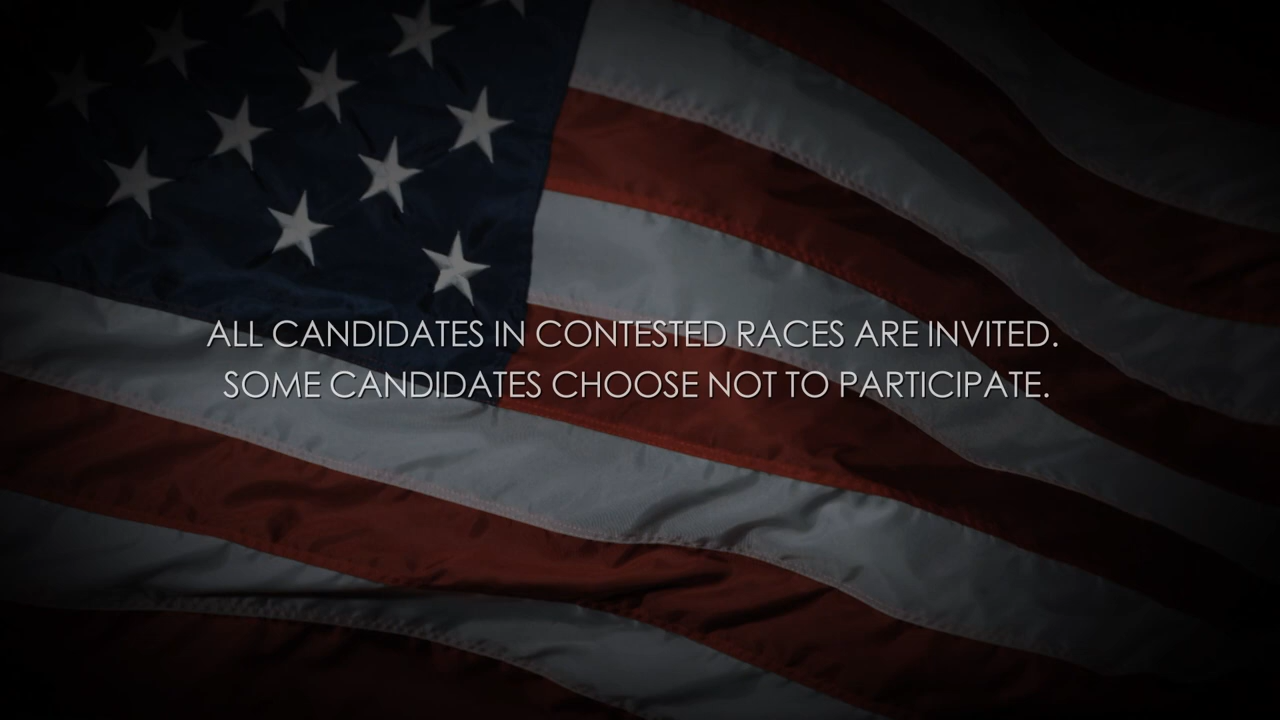 ALL CANDIDATES IN CONTESTED RACES ARE INVITED.
SOME CANDIDATES CHOOSE NOT TO PARTICIPATE.